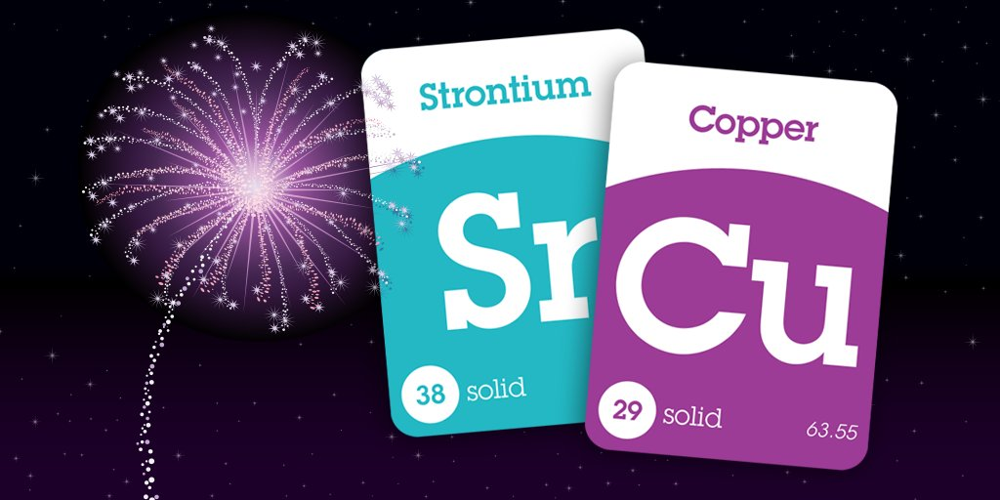 Strontium
Sr
38 solid
Copper
Cu
29 solid
63.55